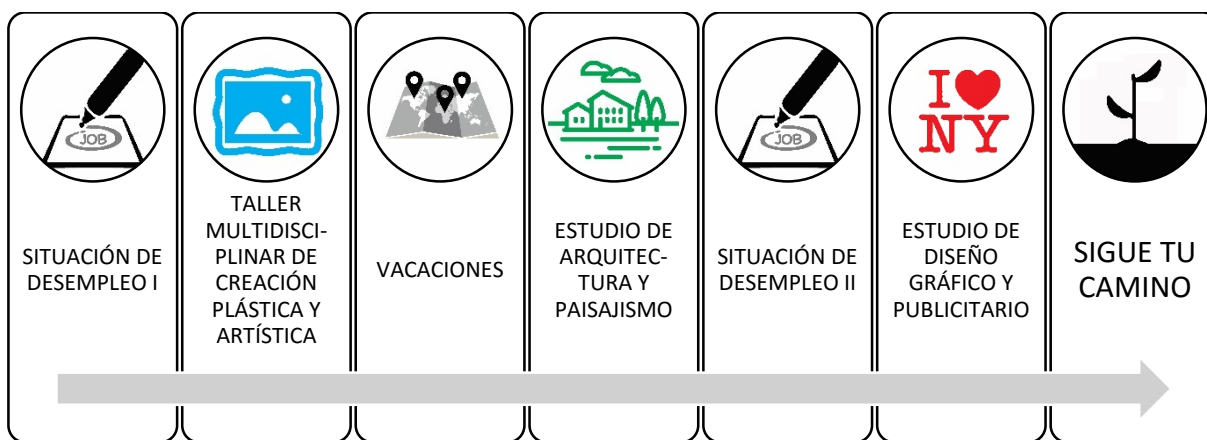 JOB
SITUACIÓN DE
DESEMPLEO I
TALLER
MULTIDISCI-
PLINAR DE
CREACIÓN
PLÁSTICA Y
ARTÍSTICA
VACACIONES
ESTUDIO DE
ARQUITEC-
TURA Y
PAISAJISMO
JOB
SITUACIÓN DE
DESEMPLEO II
I
NY
ESTUDIO DE
DISEÑO
GRÁFICO Y
PUBLICITARIO
SIGUE TU
CAMINO